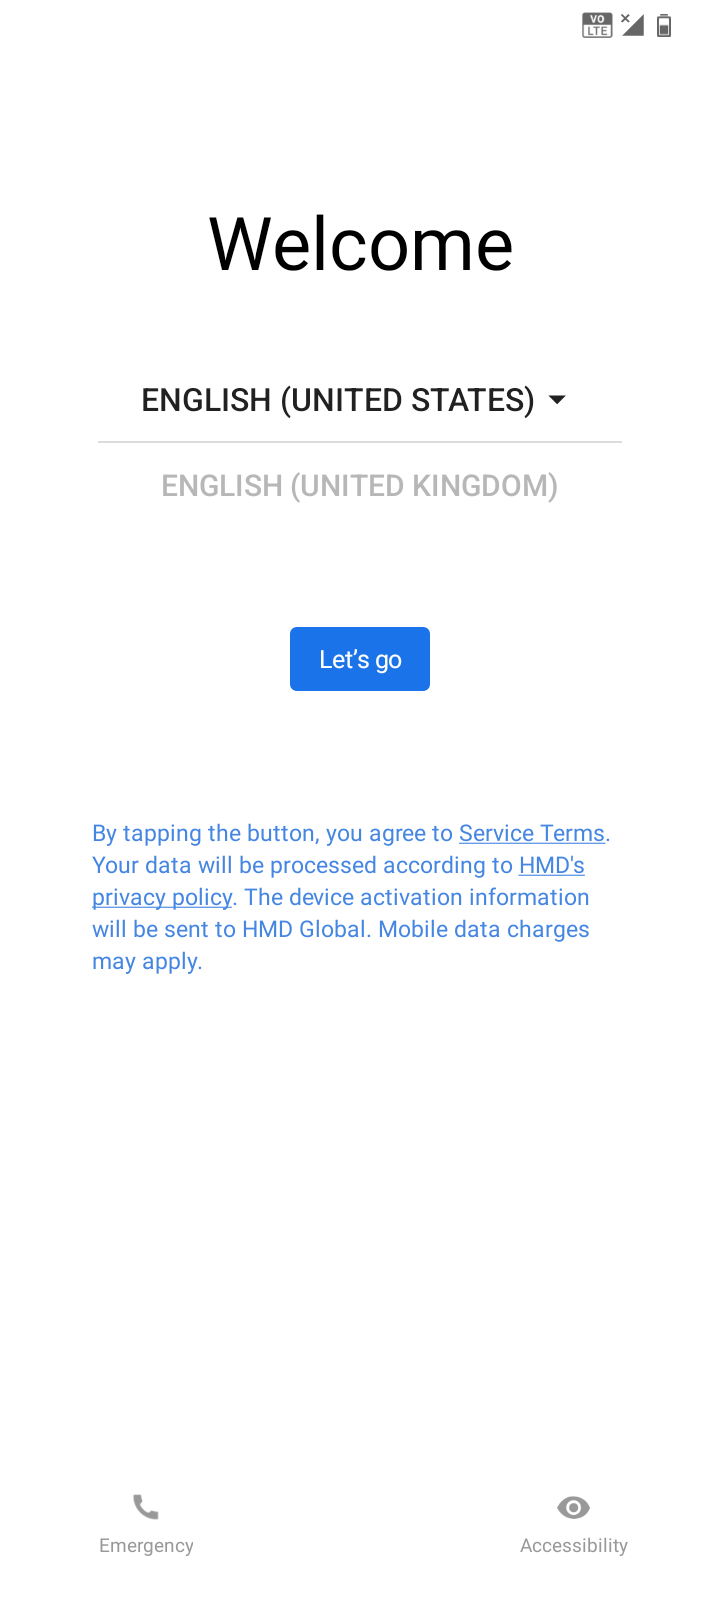 VO
LTE
Welcome
ENGLISH (UNITED STATES)
ENGLISH (UNITED KINGDOM)
Let’s go
By tapping the button, you agree to Service Terms.
Your data will be processed according to HMD's
privacy policy. The device activation information
will be sent to HMD Global. Mobile data charges
may apply.
Emergency
Accessibility